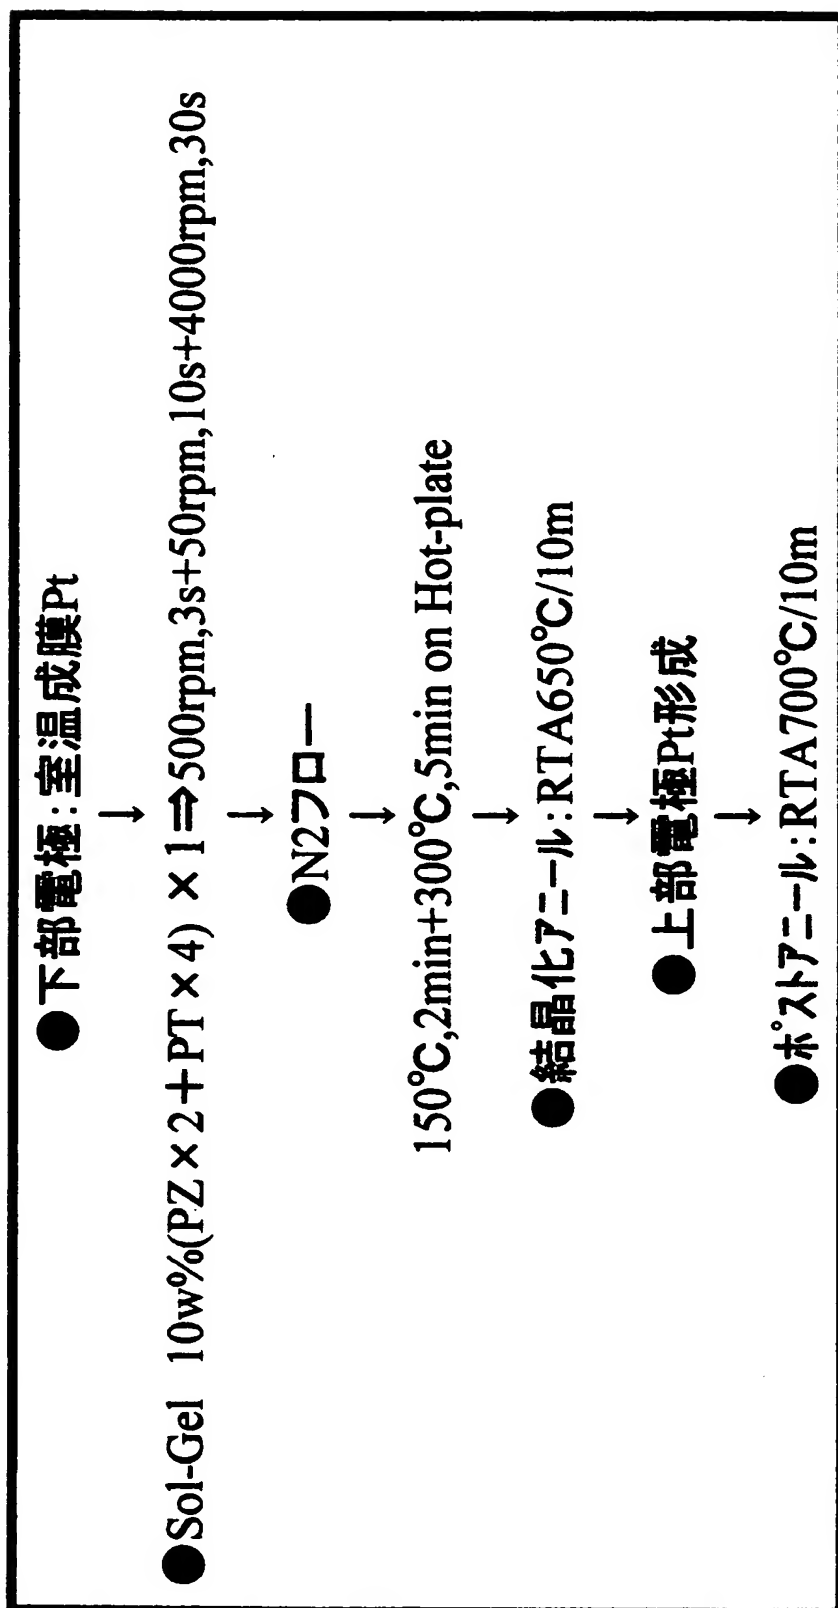 ●下部電極:室温成膜Pt
↓
●Sol-Gel 10w%(PZ×2+PT×4) ×1⇒500rpm,3s+50rpm,10s+4000rpm,30s
↓
●N2フロー
↓
150℃,2min+300℃,5min on Hot-plate
↓
●結晶化アニール:RTA650℃/10m
↓
●上部電極Pt形成
↓
●ポストアニール:RTA700℃/10m